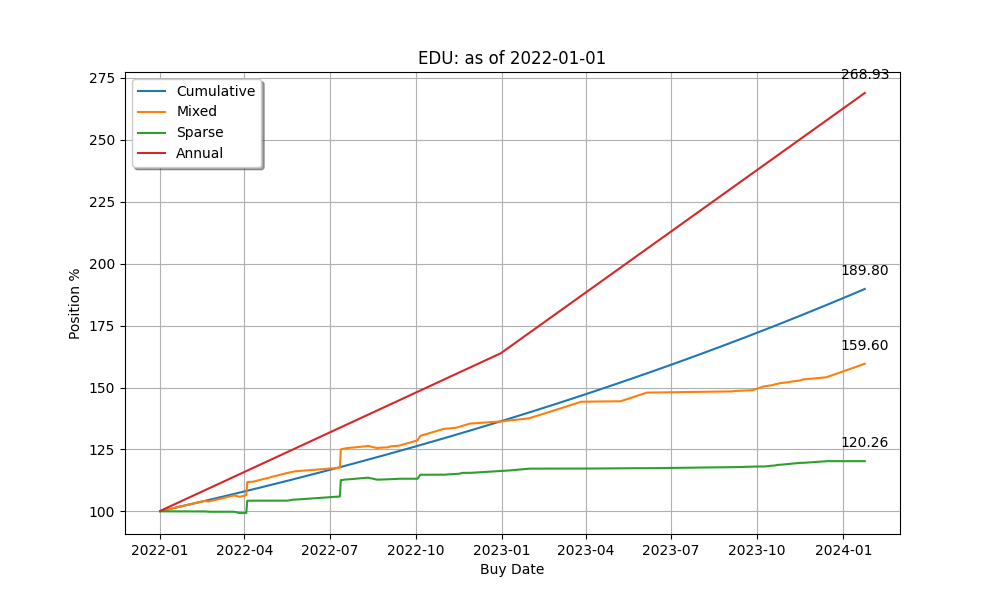 EDU: as of 2022-01-01
268.93
189.80
159.60
120.26
Cumulative
Mixed
Sparse
Annual
275
250
225
200
175
150
125
100
Position %
2022-01 2022-04 2022-07 2022-10 2023-01 2023-04 2023-07 2023-10 2024-01
Buy Date